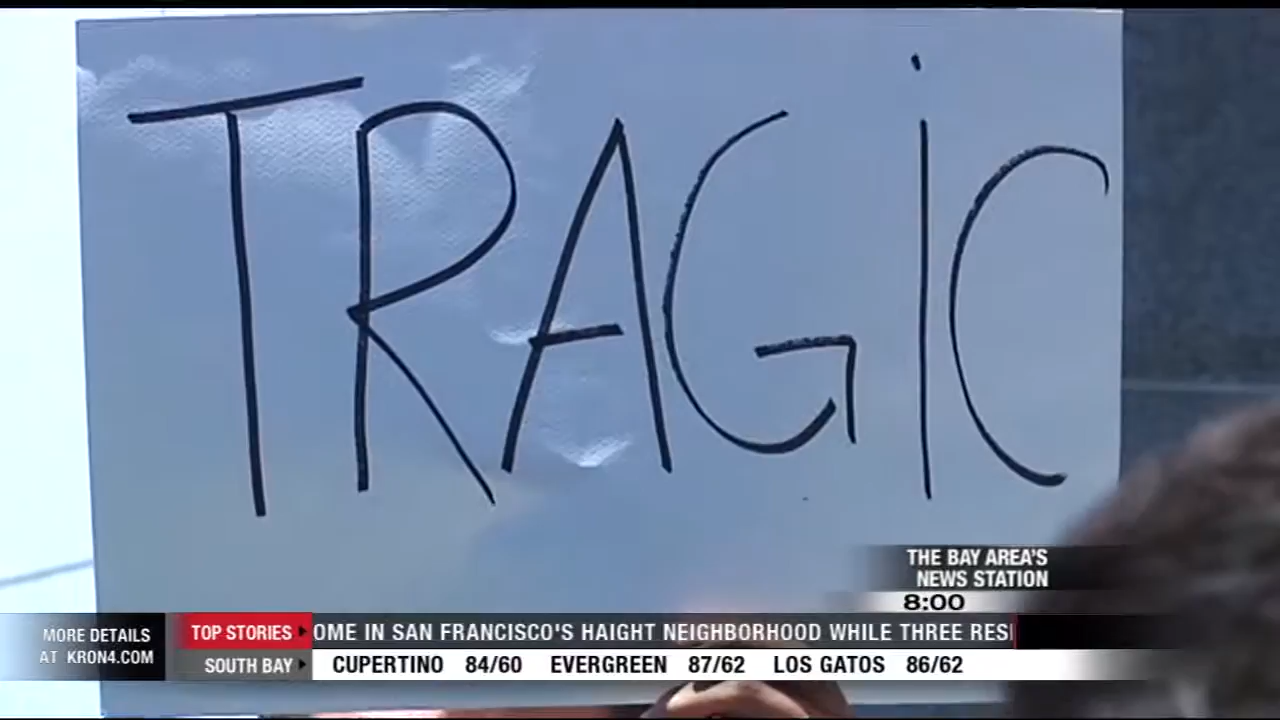 TRAGiC
THE BAY AREA'S
NEWS STATION
8:00
MORE DETAILS
AT KRON4.COM
TOP STORIES
OME IN SAN FRANCISCO'S HAIGHT NEIGHBORHOOD WHILE THREE RESI
SOUTH BAY
CUPERTINO 84/60 EVERGREEN 87/62 LOS GATOS 86/62